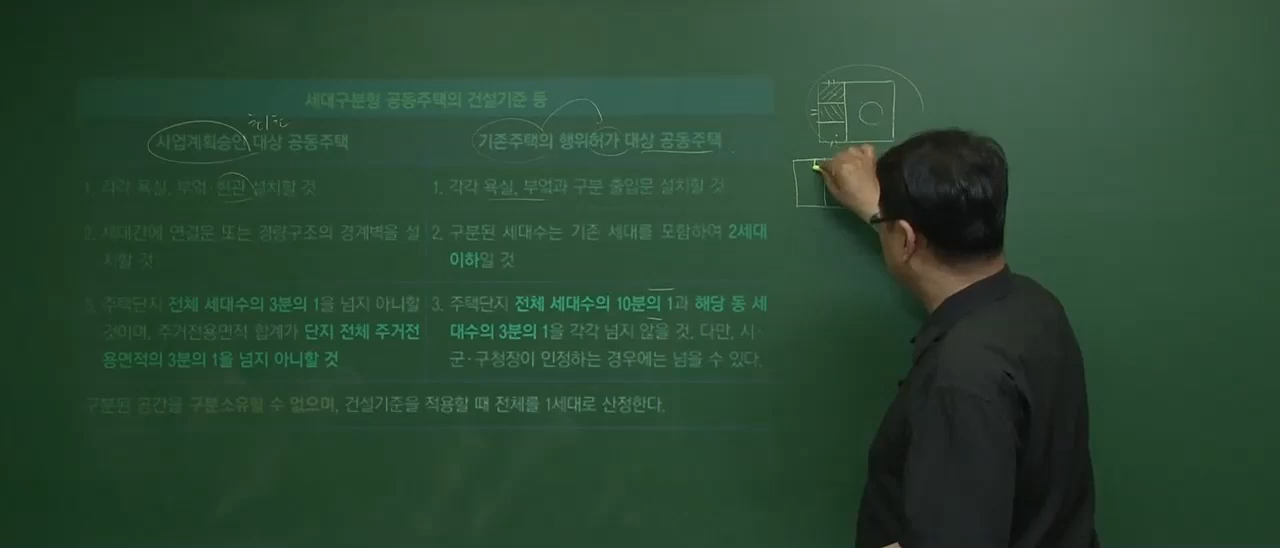 세대구분형 공동주택의 건설기준 등
사업계획승인 대상 공동주택
기존주택의 행위허가 대상 공동주택
1. 각각 욕실, 부엌, 현관 설치할 것
2. 세대간에 연결문 또는 경량구조의 경계벽을 설
치할 것
3. 주택단지 전체 세대수의 3분의 1을 넘지 아니할
것이며, 주거전용면적 합계가 단지 전체 주거전
용면적의 3분의 1을 넘지 아니할 것
1. 각각 욕실, 부엌과 구분 출입문 설치할 것
2. 구분된 세대수는 기존 세대를 포함하여 2세대
이하일 것
3. 주택단지 전체 세대수의 10분의 1과 해당 동 세
대수의 3분의 1을 각각 넘지 않을 것. 다만, 시·
군·구청장이 인정하는 경우에는 넘을 수 있다.
구분된 공간을 구분소유할 수 없으며, 건설기준을 적용할 때 전체를 1세대로 산정한다.